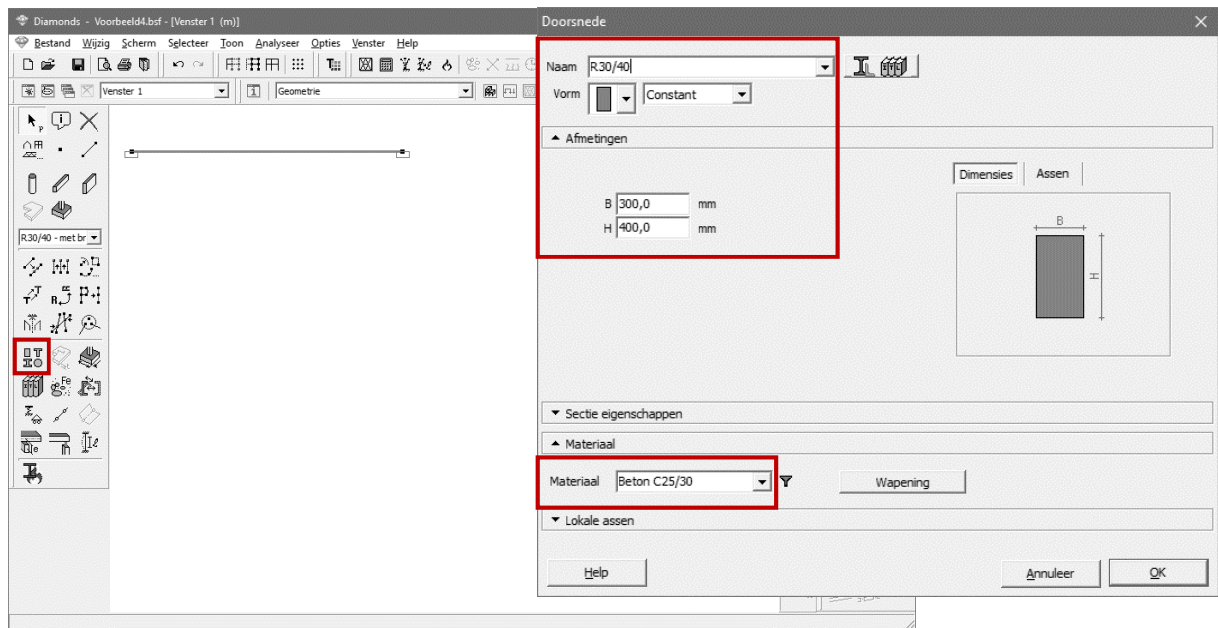 Diamonds - Voorbeeld4.bsf - [Venster 1 (m)]
Bestand Wijzig Scherm Selecteer Toon Analyseer Opties Venster Help
Venster 1
Geometrie
R30/40 - met br
Doorsnede
Naam R30/40
Vorm Constant
Afmetingen
B 300,0 mm
H 400,0 mm
Dimensies Assen
B
H
Sectie eigenschappen
Materiaal
Materiaal Beton C25/30
Wapening
Lokale assen
Help
Annuleer
OK